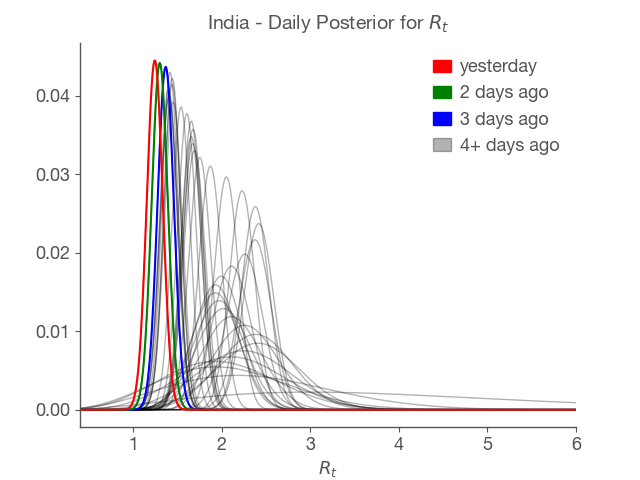 India - Daily Posterior for $R_t$
yesterday
2 days ago
3 days ago
4+ days ago
0.04
0.03
0.02
0.01
0.00
1 2 3 4 5 6
$R_t$